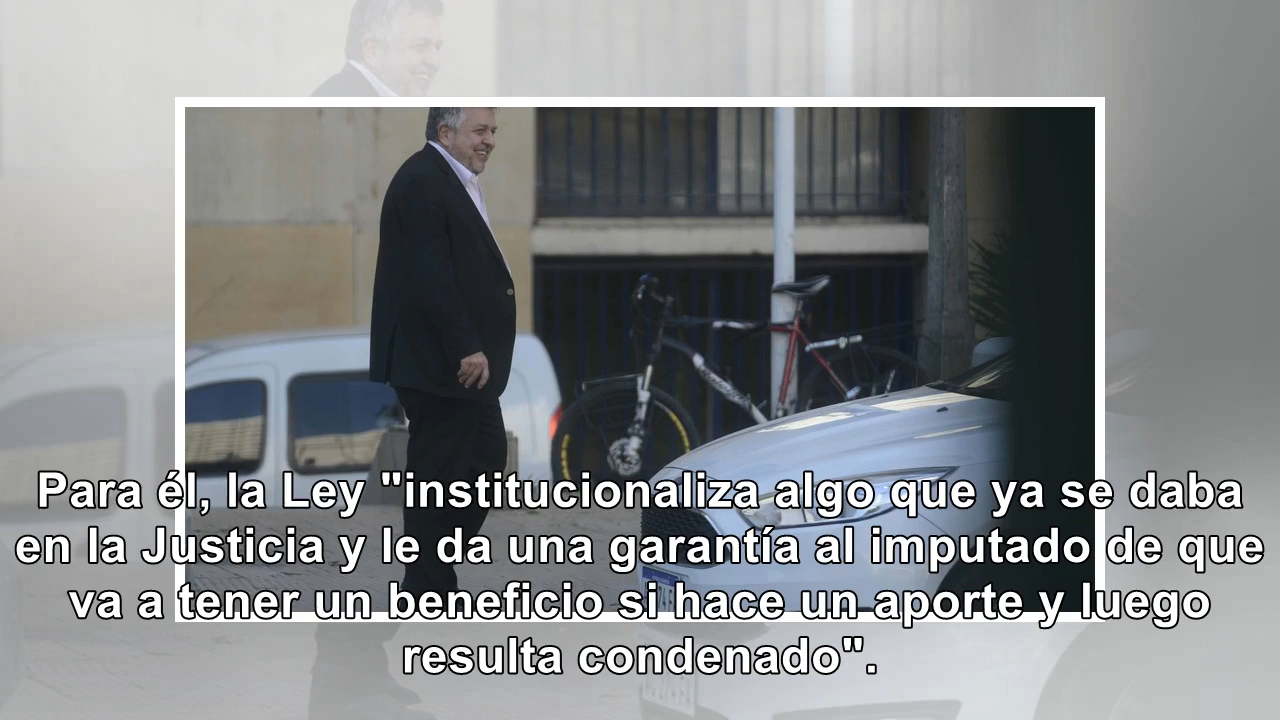 Para él, la Ley "institucionaliza algo que ya se daba
en la Justicia y le da una garantía al imputado de que
va a tener un beneficio si hace un aporte y luego
resulta condenado".